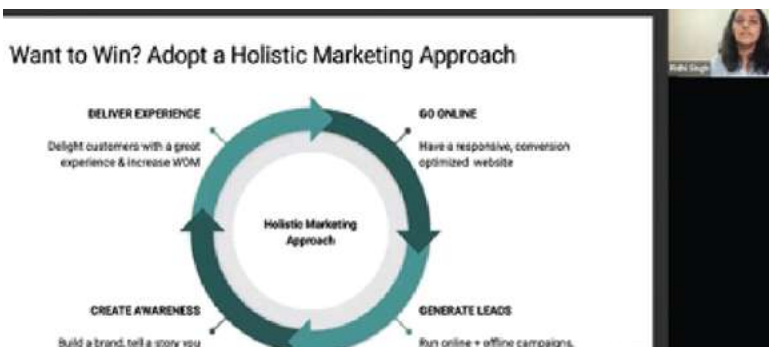 Want to Win? Adopt a Holistic Marketing Approach
DELIVER EXPERIENCE
Delight customers with a great
experience & increase WOM
GO ONLINE
Have a responsive, conversion
optimized website
Holistic Marketing
Approach
CREATE AWARENESS
Build a brand, tell a story you
GENERATE LEADS
Run online + offline campaigns,
Ridhi Singh